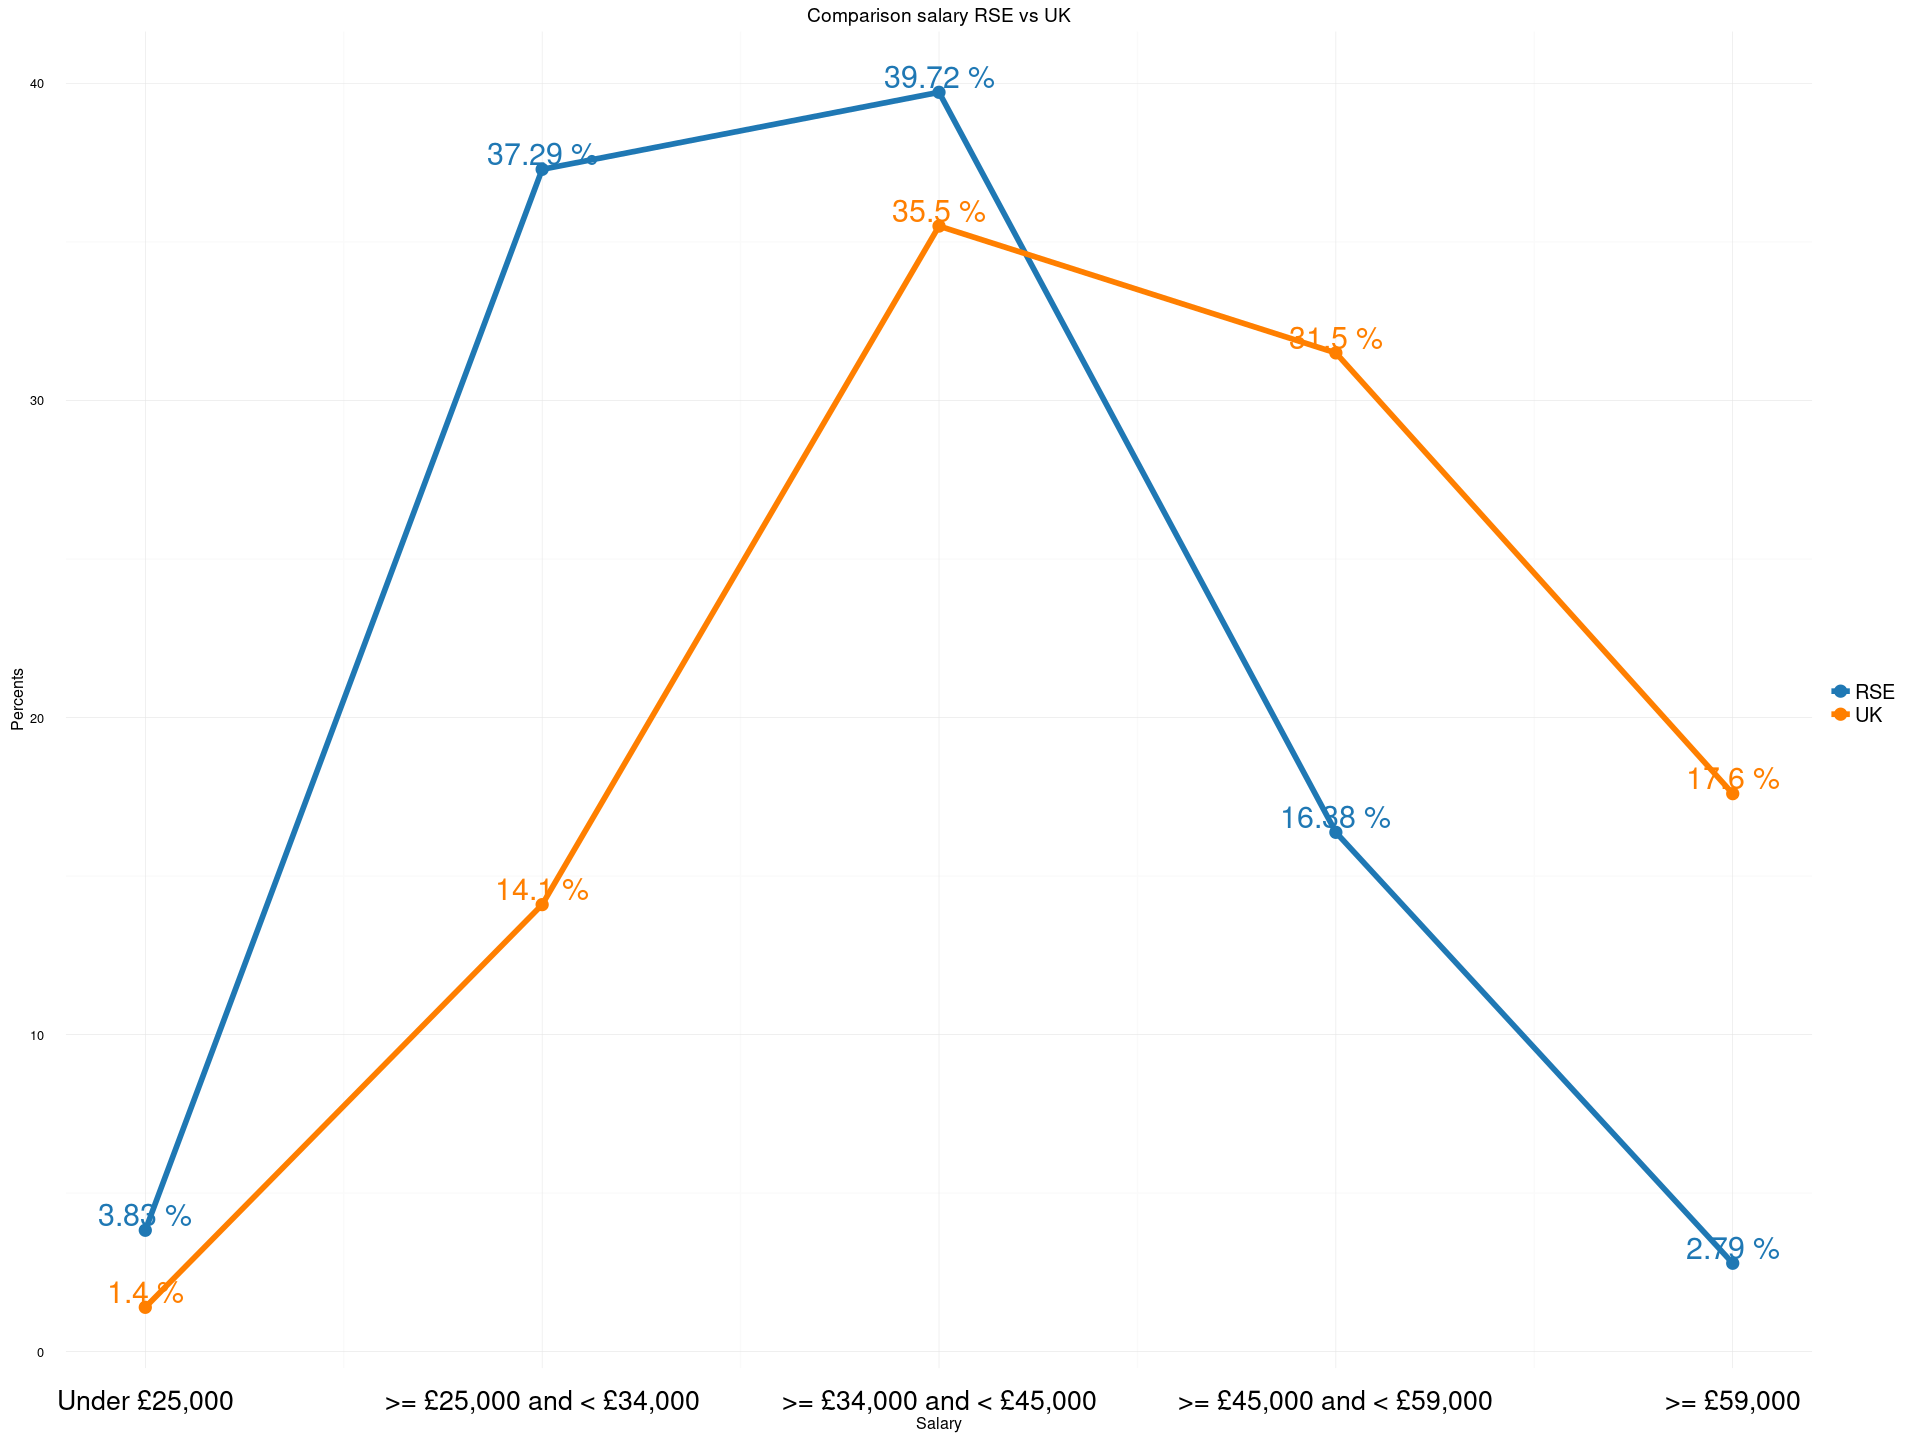 Comparison salary RSE vs UK
40
39.72 %
37.29 %
35.5 %
31.5 %
30
Percents
20
RSE
UK
17.6 %
16.38 %
14.1 %
10
3.83 %
2.79 %
1.4 %
0
Under £25,000
>= £25,000 and < £34,000
>= £34,000 and < £45,000
>= £45,000 and < £59,000
>= £59,000
Salary